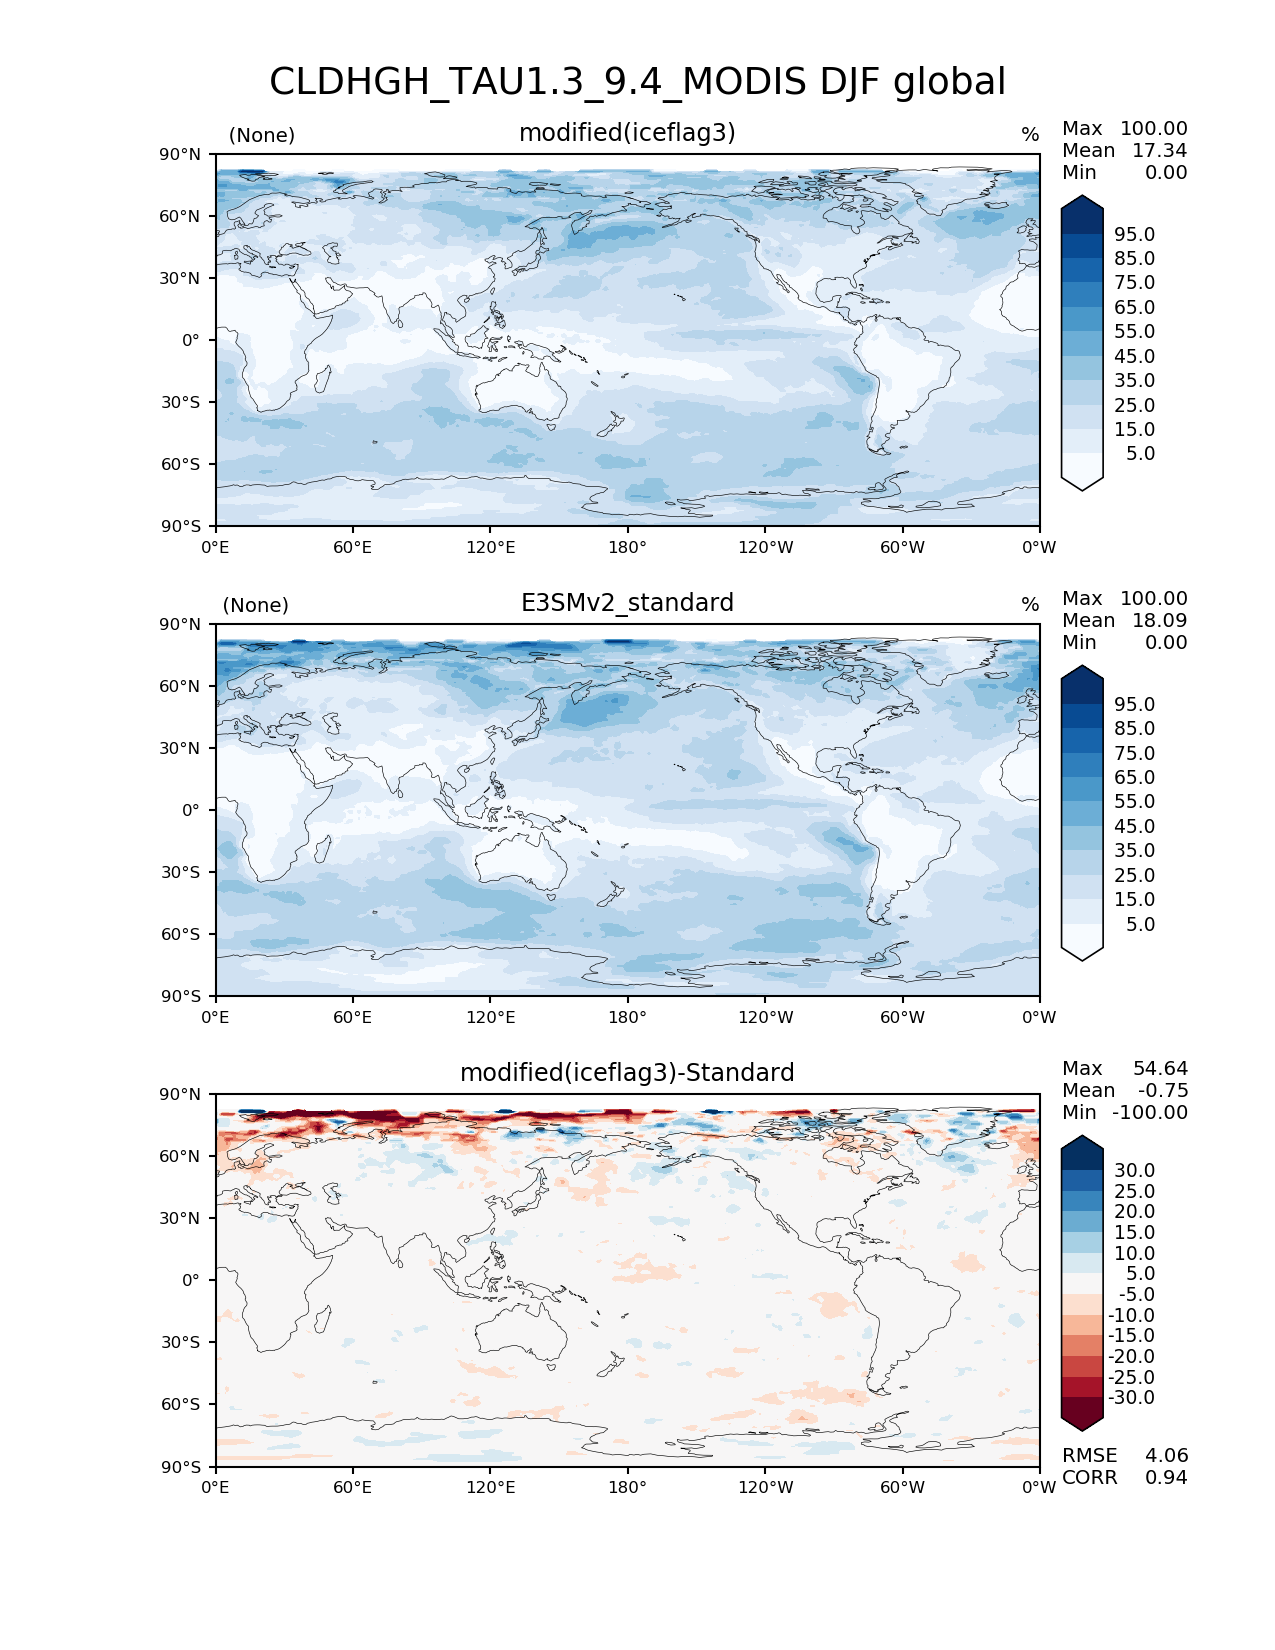 CLDHGH_TAU1.3_9.4_MODIS DJF global
(None) modified(iceflag3) %
Max 100.00
Mean 17.34
Min 0.00
90°N
60°N
30°N
0°
30°S
60°S
90°S
0°E 60°E 120°E 180° 120°W 60°W 0°W
95.0
85.0
75.0
65.0
55.0
45.0
35.0
25.0
15.0
5.0
(None) E3SMv2_standard %
Max 100.00
Mean 18.09
Min 0.00
90°N
60°N
30°N
0°
30°S
60°S
90°S
0°E 60°E 120°E 180° 120°W 60°W 0°W
95.0
85.0
75.0
65.0
55.0
45.0
35.0
25.0
15.0
5.0
modified(iceflag3)-Standard
Max 54.64
Mean -0.75
Min -100.00
90°N
60°N
30°N
0°
30°S
60°S
90°S
0°E 60°E 120°E 180° 120°W 60°W 0°W
30.0
25.0
20.0
15.0
10.0
5.0
-5.0
-10.0
-15.0
-20.0
-25.0
-30.0
RMSE 4.06
CORR 0.94